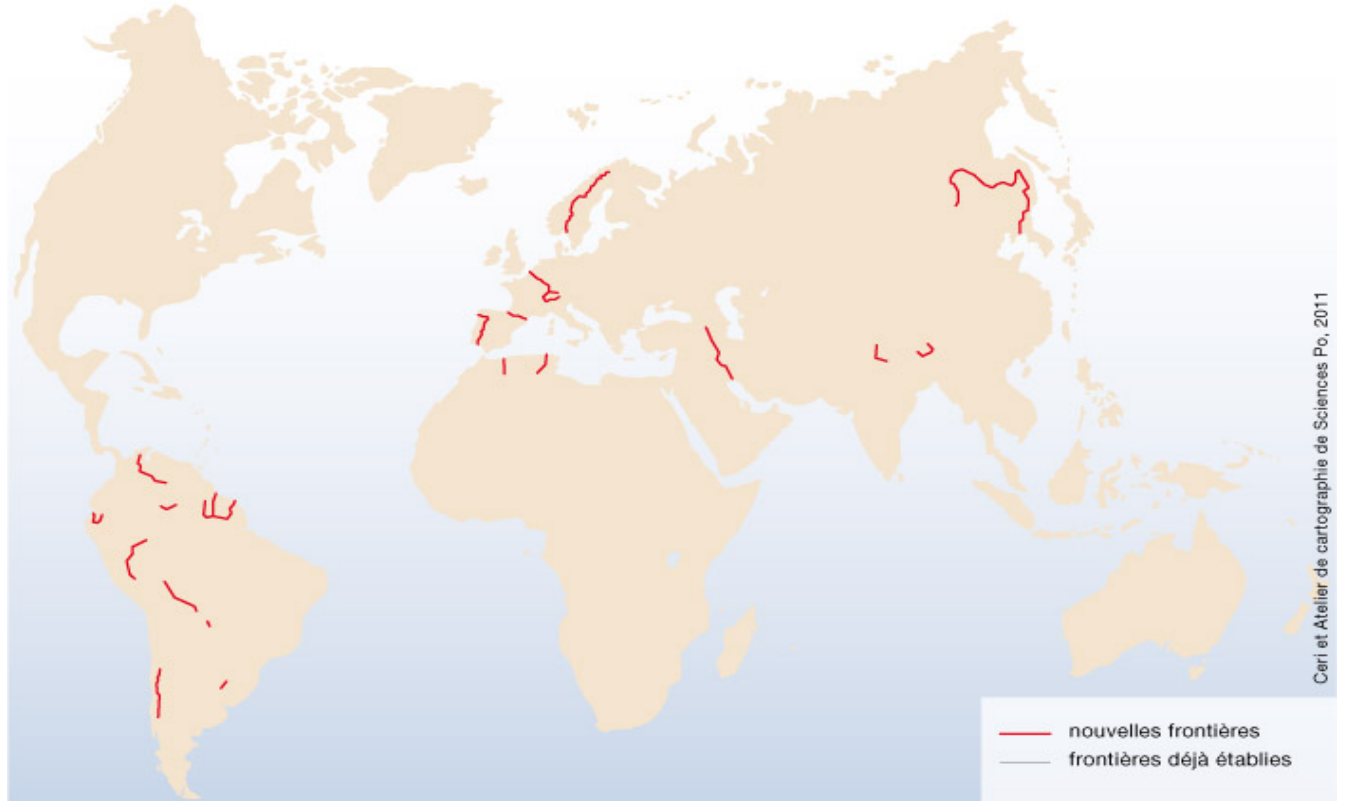 Ceri et Atelier de cartographie de Sciences Po, 2011
nouvelles frontières
frontières déjà établies